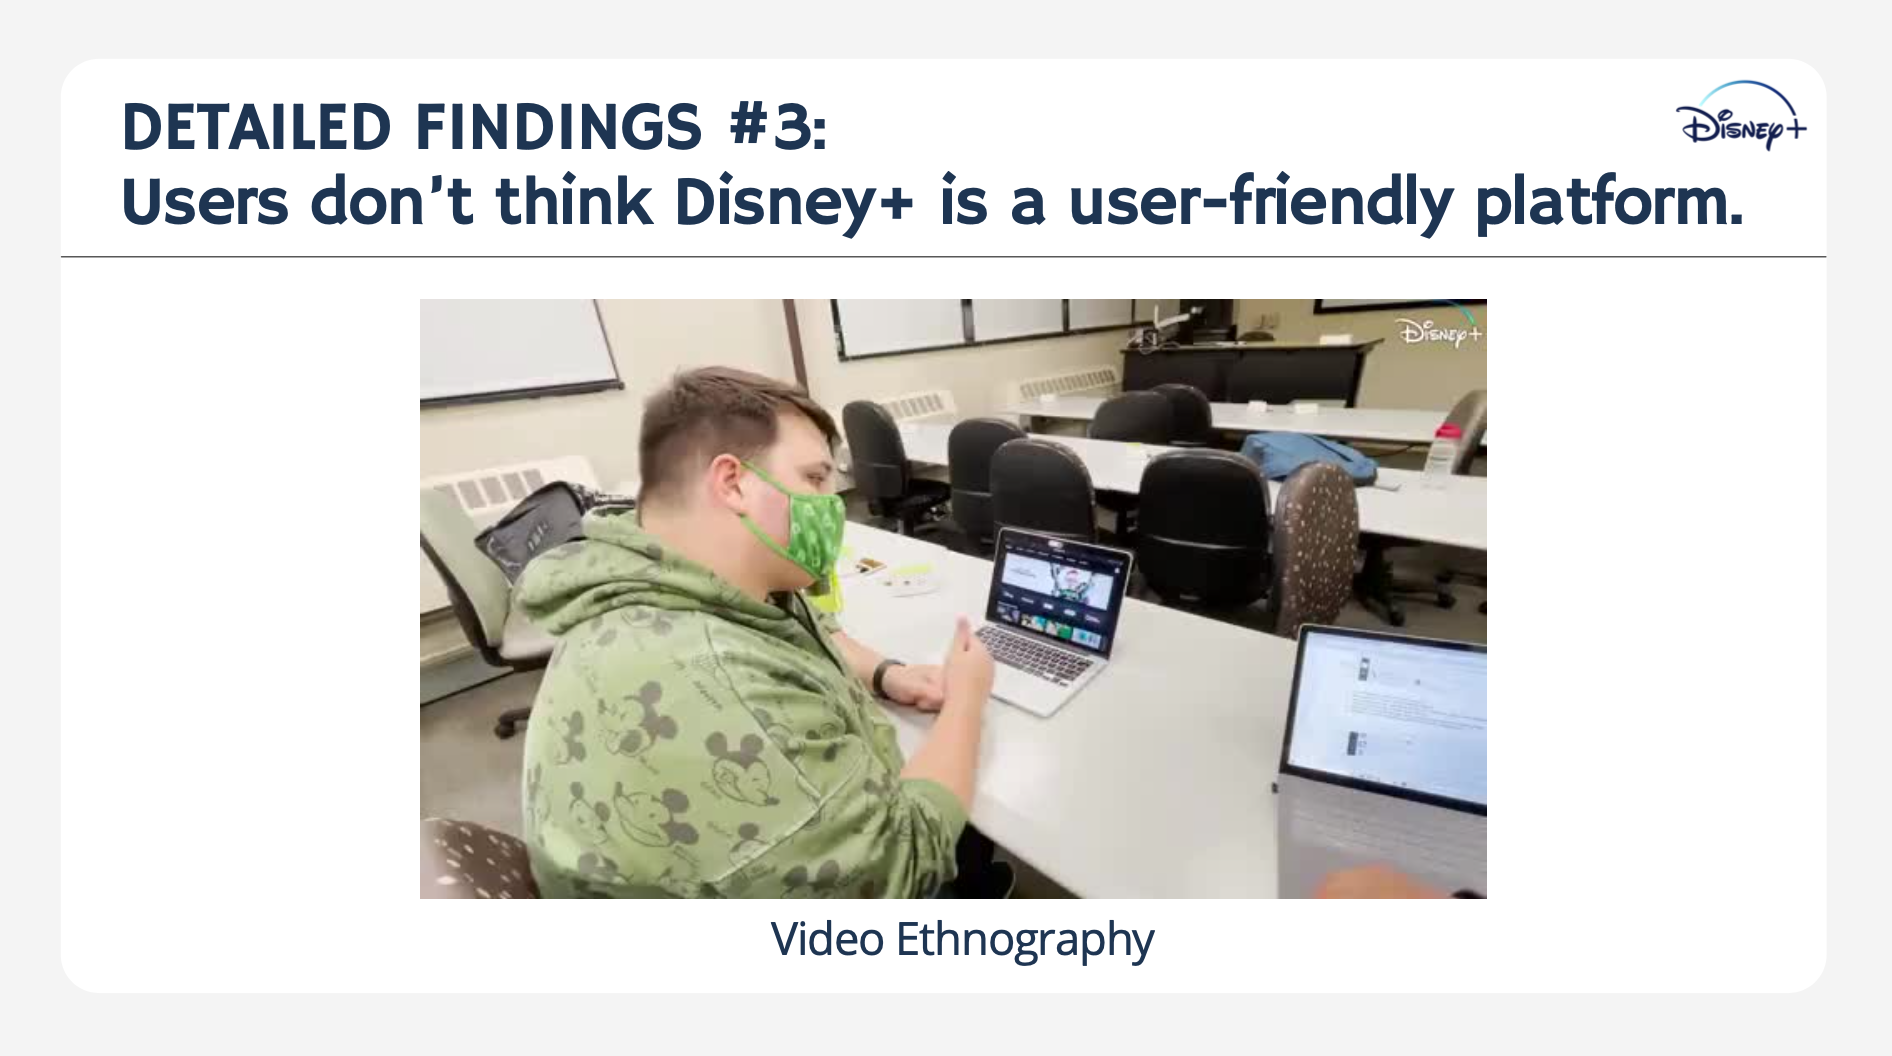 DETAILED FINDINGS #3:
Disney+
Users don’t think Disney+ is a user-friendly platform.
Disney+
Video Ethnography